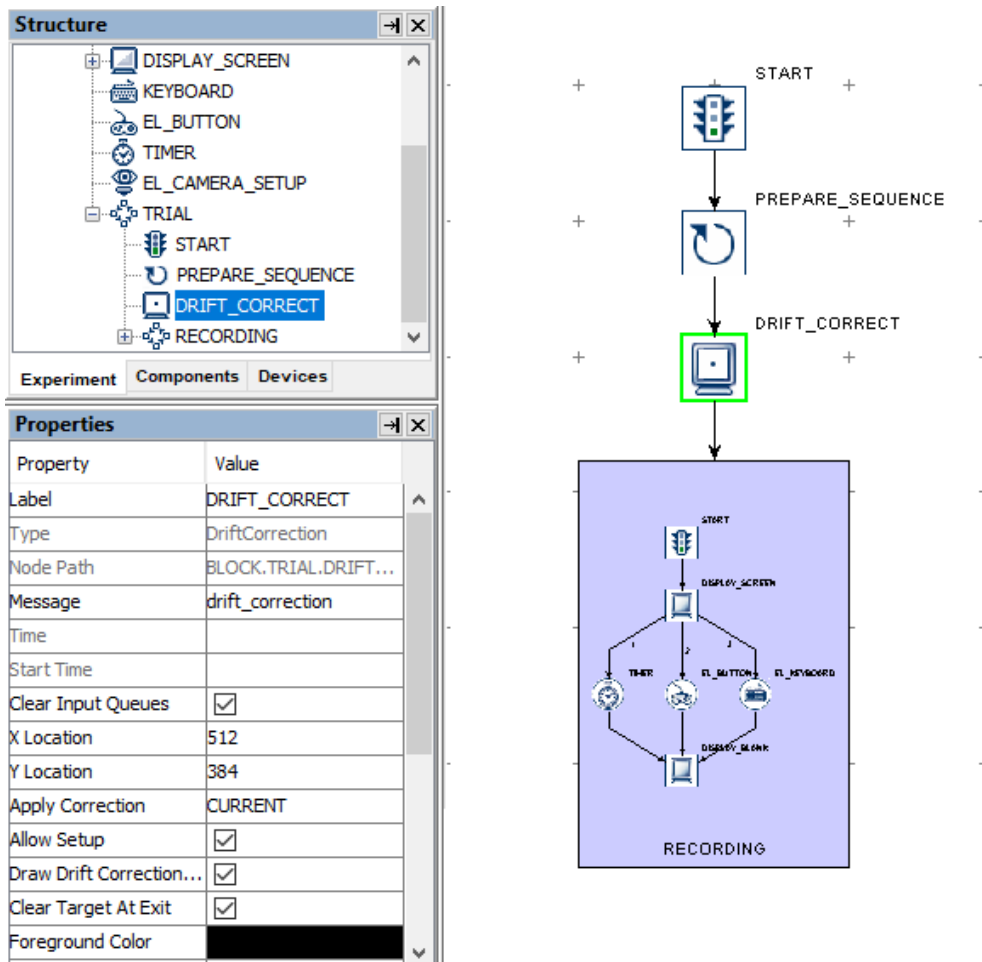 Structure
DISPLAY_SCREEN
KEYBOARD
EL_BUTTON
TIMER
EL_CAMERA_SETUP
TRIAL
START
PREPARE_SEQUENCE
DRIFT_CORRECT
RECORDING
Experiment Components Devices
Properties
Property Value
Label DRIFT_CORRECT
Type DriftCorrection
Node Path BLOCK.TRIAL.DRIFT...
Message drift_correction
Time
Start Time
Clear Input Queues
X Location 512
Y Location 384
Apply Correction CURRENT
Allow Setup
Draw Drift Correction...
Clear Target At Exit
Foreground Color
START
PREPARE_SEQUENCE
DRIFT_CORRECT
START
DISPLAY_SCREEN
1 2 3
TIMER EL_BUTTON EL_KEYBOARD
DISPLAY_BLANK
RECORDING